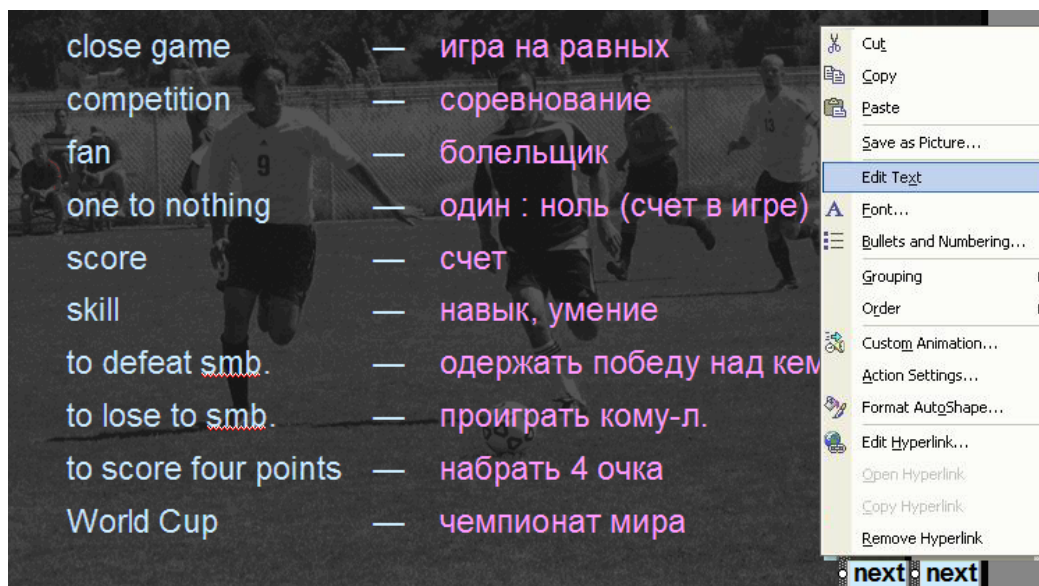 close game — игра на равных
competition — соревнование
fan — болельщик
one to nothing — один : ноль (счет в игре)
score — счет
skill — навык, умение
to defeat smb. — одержать победу над кем
to lose to smb. — проиграть кому-л.
to score four points — набрать 4 очка
World Cup — чемпионат мира
Cut
Copy
Paste
Save as Picture...
Edit Text
Font...
Bullets and Numbering...
Grouping
Order
Custom Animation...
Action Settings...
Format AutoShape...
Edit Hyperlink...
Open Hyperlink
Copy Hyperlink
Remove Hyperlink
next next
9
13